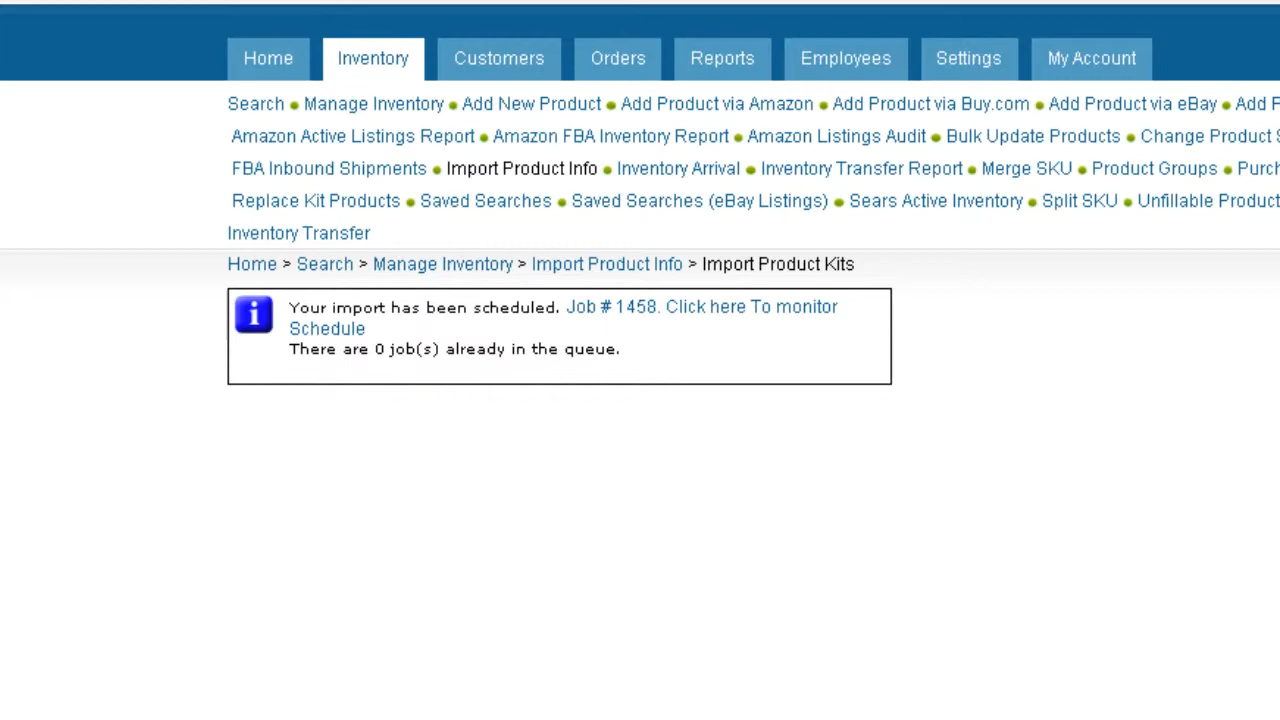 Home Inventory Customers Orders Reports Employees Settings My Account
Search Manage Inventory Add New Product Add Product via Amazon Add Product via Buy.com Add Product via eBay Add
Amazon Active Listings Report Amazon FBA Inventory Report Amazon Listings Audit Bulk Update Products Change Product
FBA Inbound Shipments Import Product Info Inventory Arrival Inventory Transfer Report Merge SKU Product Groups
Replace Kit Products Saved Searches Saved Searches (eBay Listings) Sears Active Inventory Split SKU Unfillable Product
Inventory Transfer
Home > Search > Manage Inventory > Import Product Info > Import Product Kits
i Your import has been scheduled. Job # 1458. Click here To monitor
Schedule
There are 0 job(s) already in the queue.